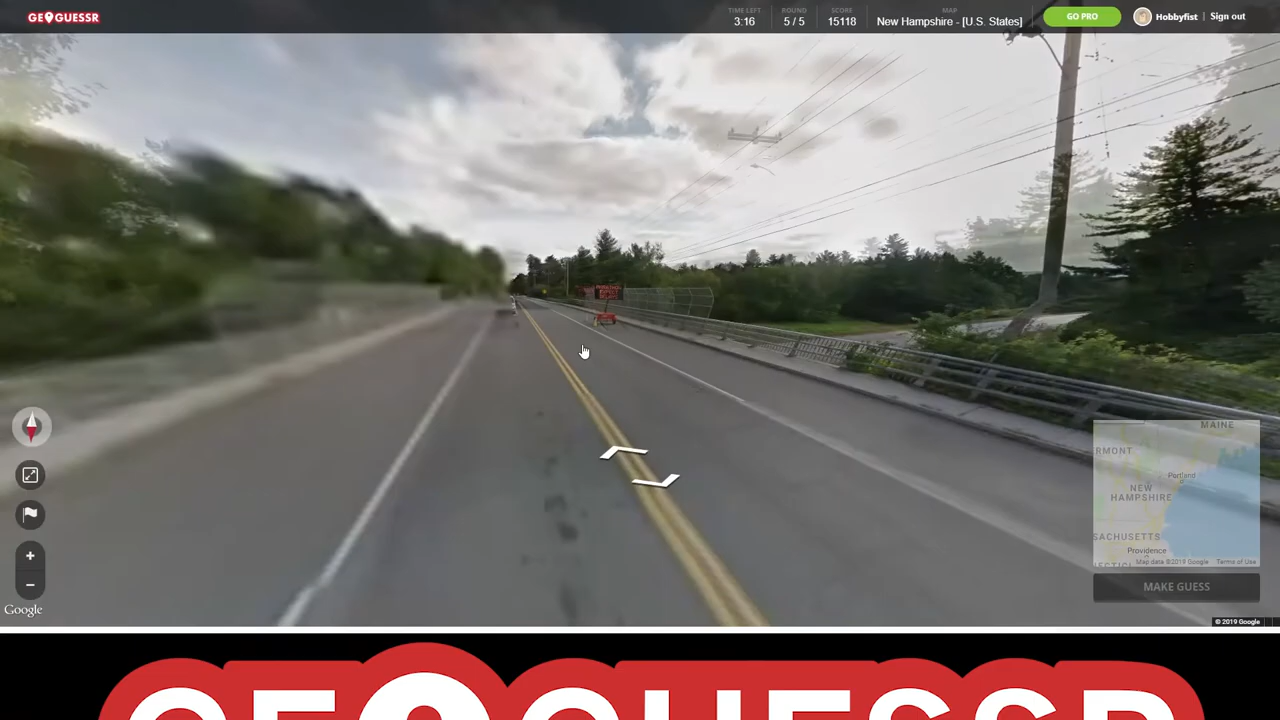 GEOGUESSR
TIME LEFT
3:16
ROUND
5 / 5
SCORE
15118
MAP
New Hampshire - [U.S. States]
GO PRO
Hobbyfist | Sign out
MAINE
RMONT
Portland
NEW
HAMPSHIRE
SACHUSETTS
Providence
Map data ©2019 Google
Terms of Use
MAKE GUESS
+
−
Google
© 2019 Google
GEOGUESSR